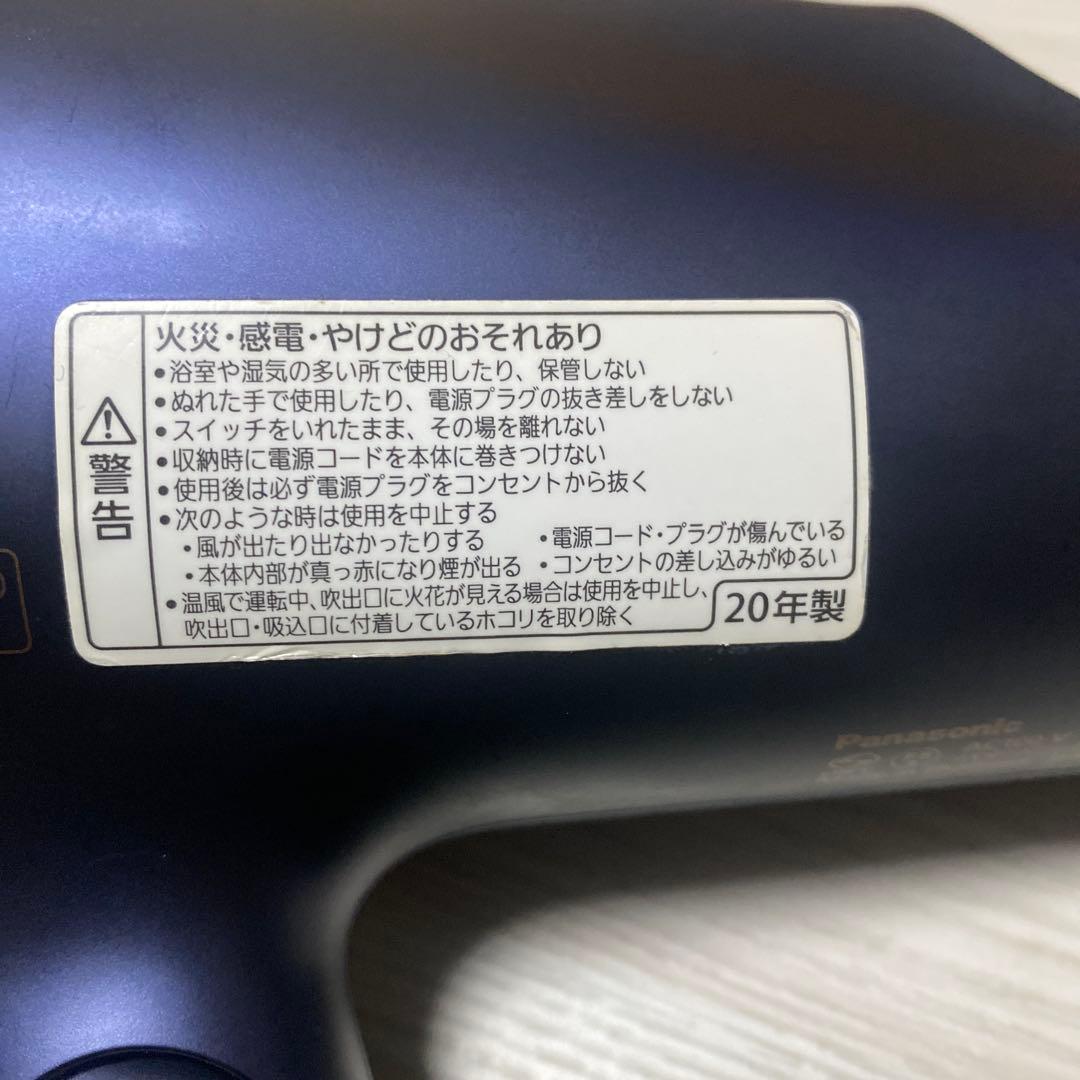 警告
火災・感電・やけどのおそれあり
•浴室や湿気の多い所で使用したり、保管しない
•ぬれた手で使用したり、電源プラグの抜き差しをしない
•スイッチをいれたまま、その場を離れない
•収納時に電源コードを本体に巻きつけない
•使用後は必ず電源プラグをコンセントから抜く
•次のような時は使用を中止する
・風が出たり出なかったりする
・電源コード・プラグが傷んでいる
・本体内部が真っ赤になり煙が出る
・コンセントの差し込みがゆるい
•温風で運転中、吹出口に火花が見える場合は使用を中止し、
吹出口・吸込口に付着しているホコリを取り除く
20年製
Panasonic